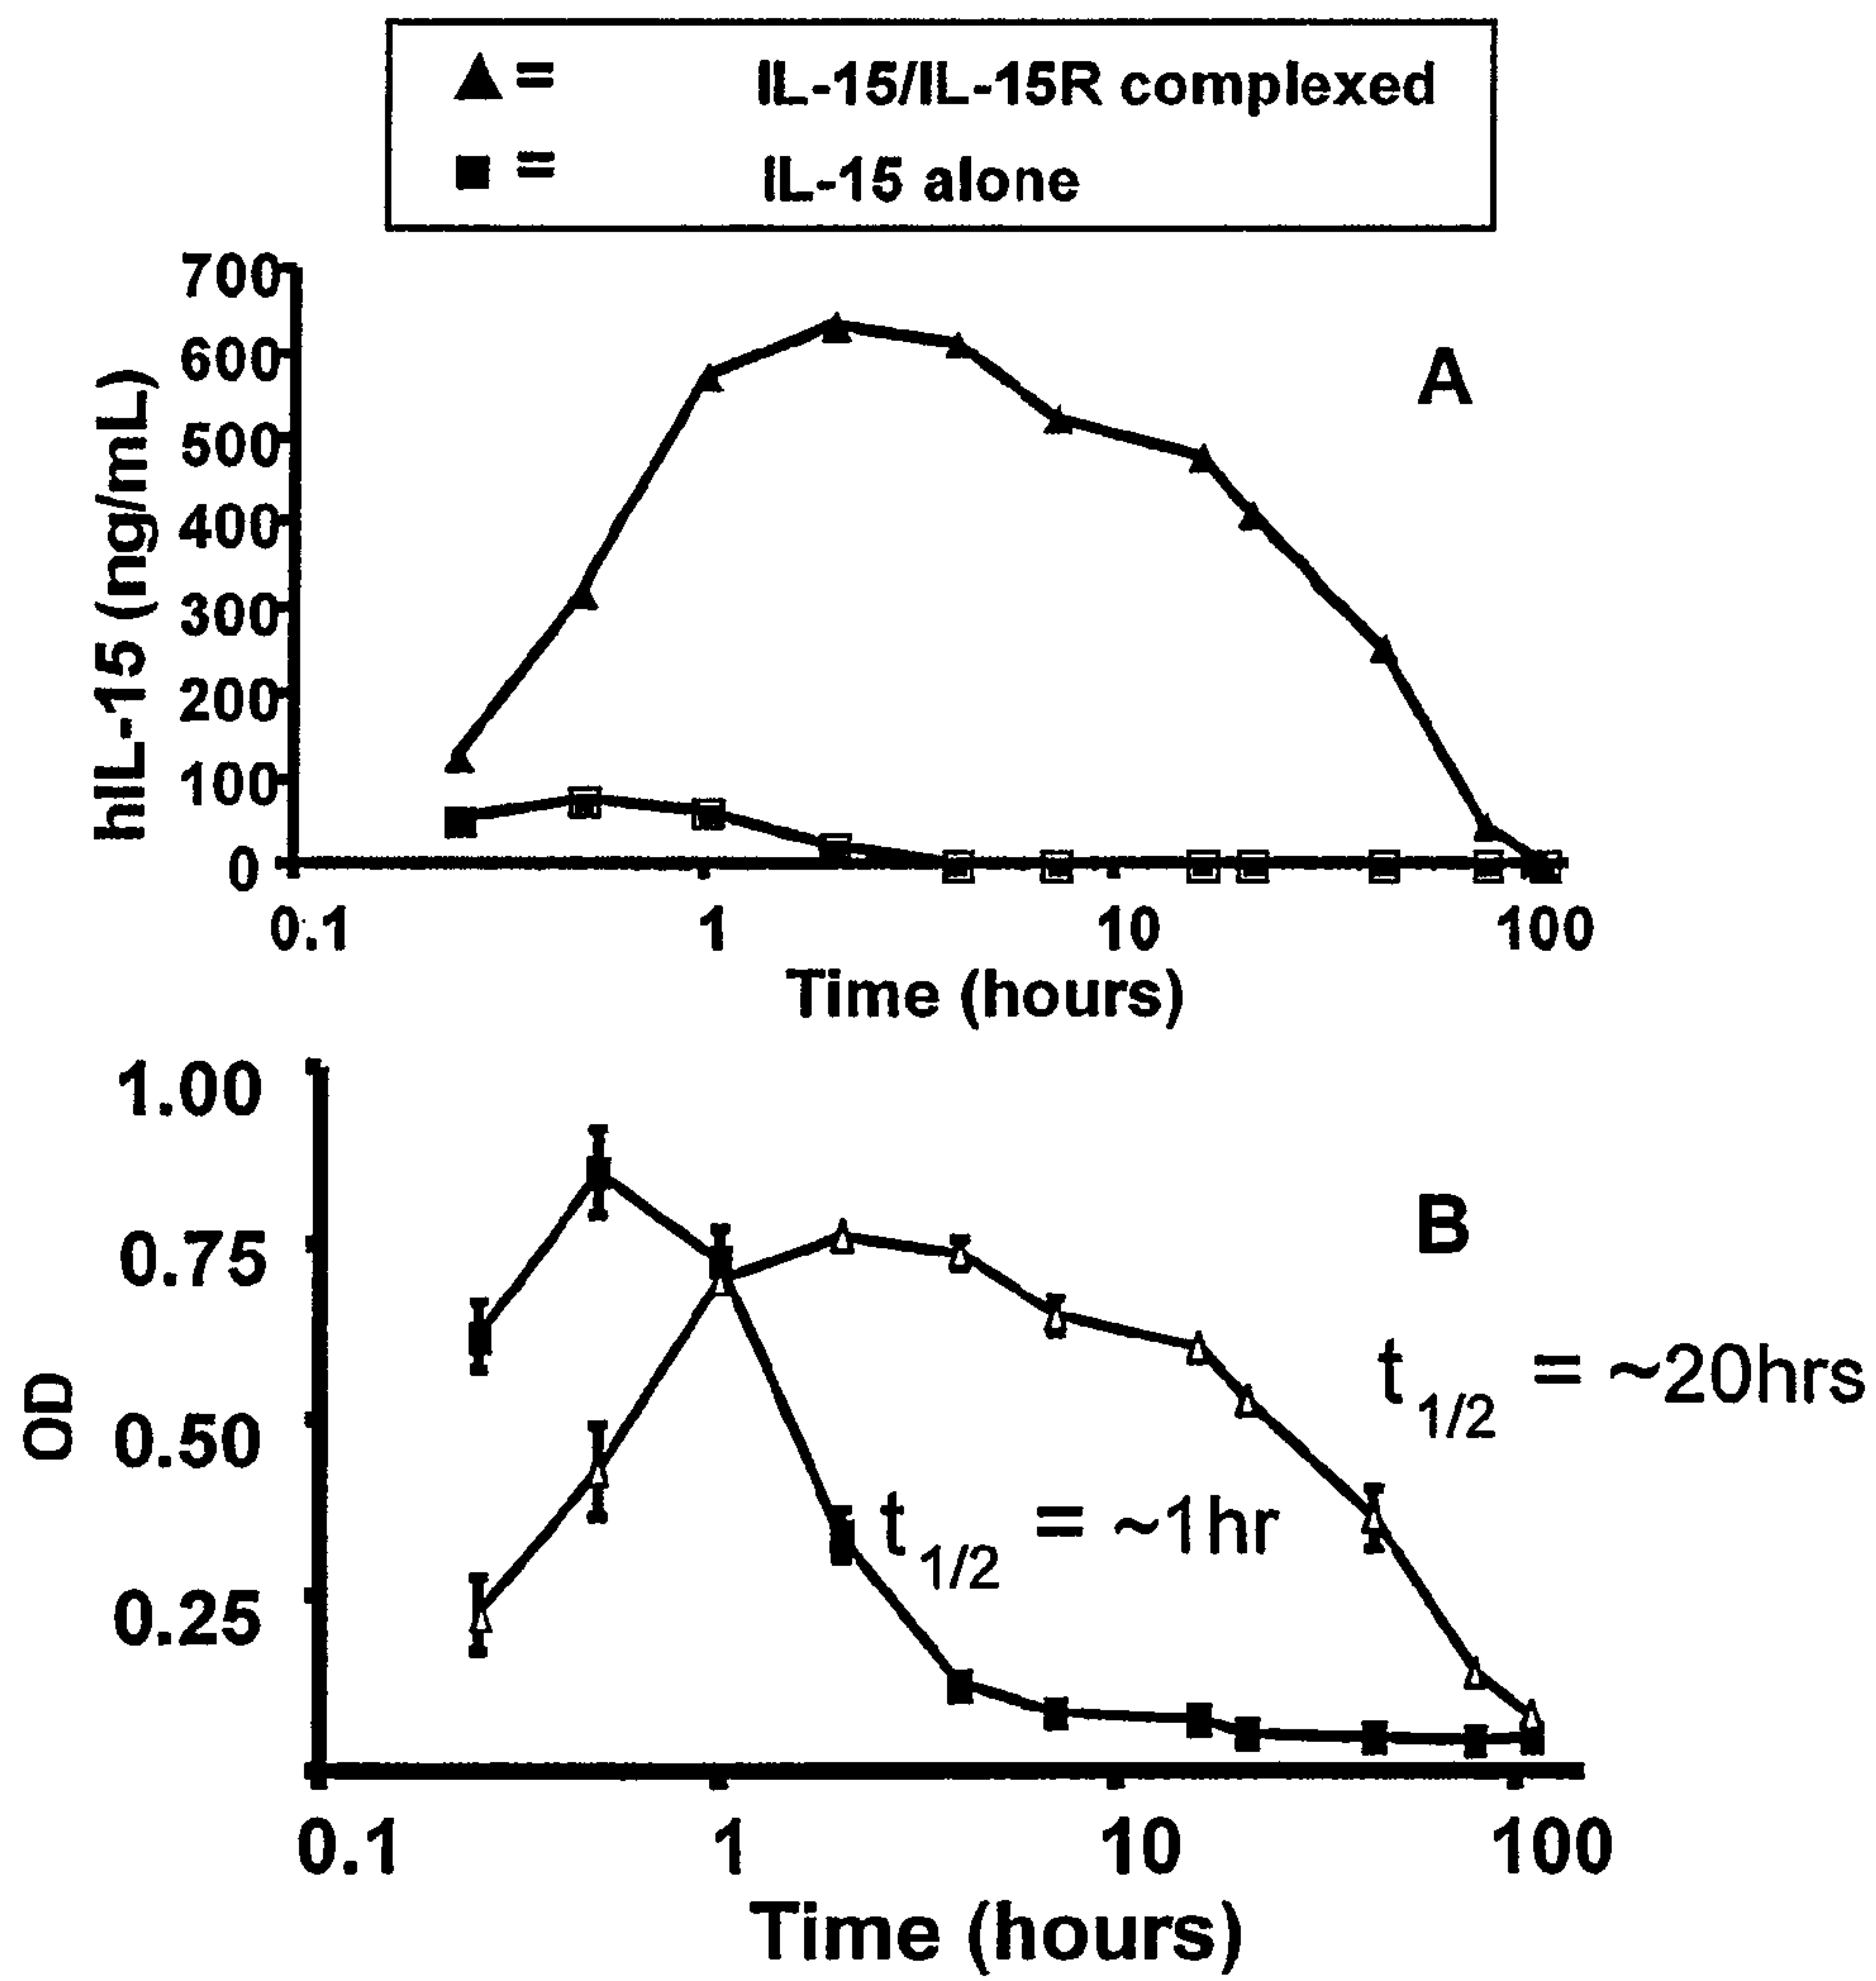 ▲ = IL-15/IL-15R complexed
■ = IL-15 alone
A
hIL-15 (ng/mL)
700
600
500
400
300
200
100
0
0.1 1 10 100
Time (hours)
B
OD
1.00
0.75
0.50
0.25
t 1/2 = ~20hrs
t 1/2 = ~1hr
0.1 1 10 100
Time (hours)